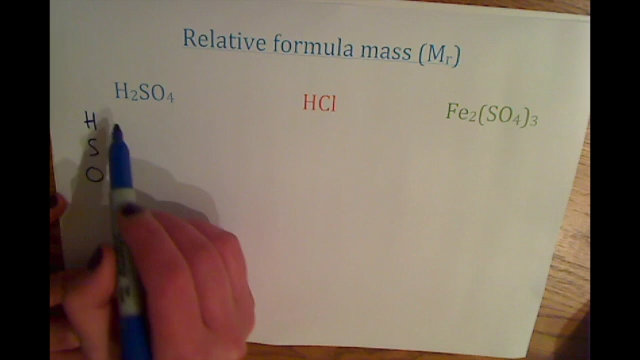 Relative formula mass (Mᵣ)
H₂SO₄ HCl Fe₂(SO₄)₃
H
S
O